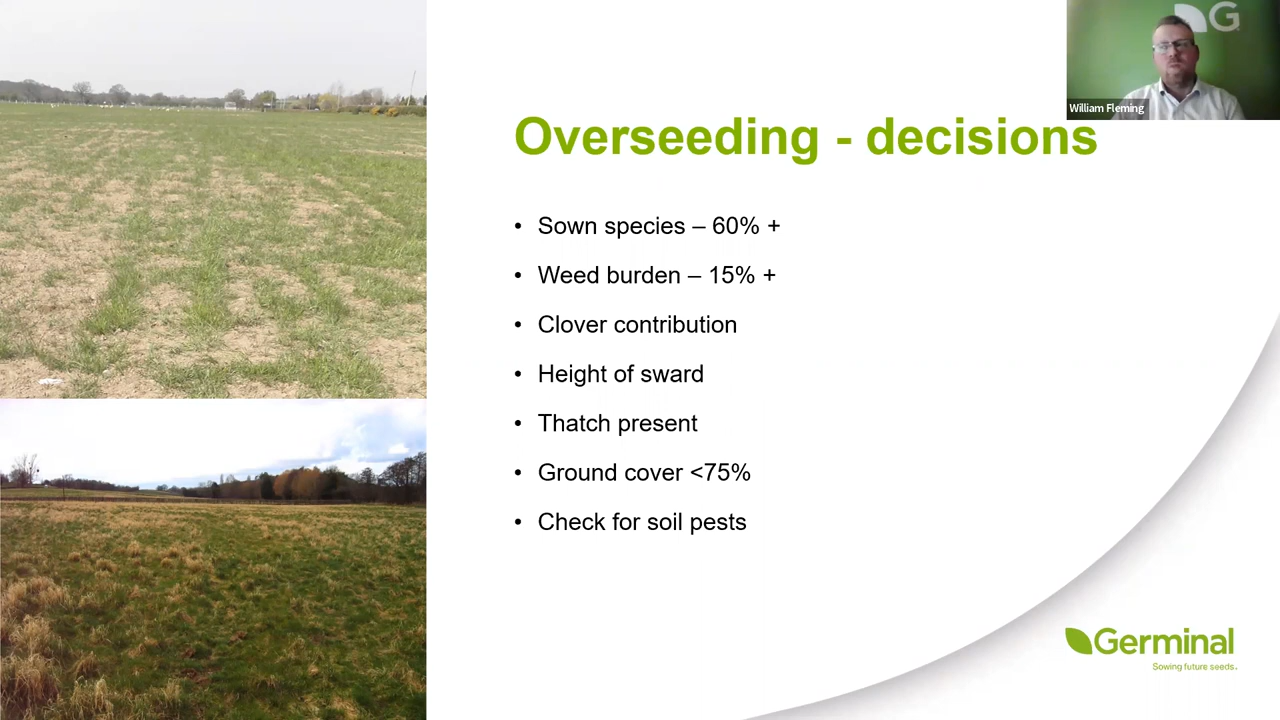 G
William Fleming
Overseeding - decisions
• Sown species – 60% +
• Weed burden – 15% +
• Clover contribution
• Height of sward
• Thatch present
• Ground cover <75%
• Check for soil pests
Germinal
Sowing future seeds.